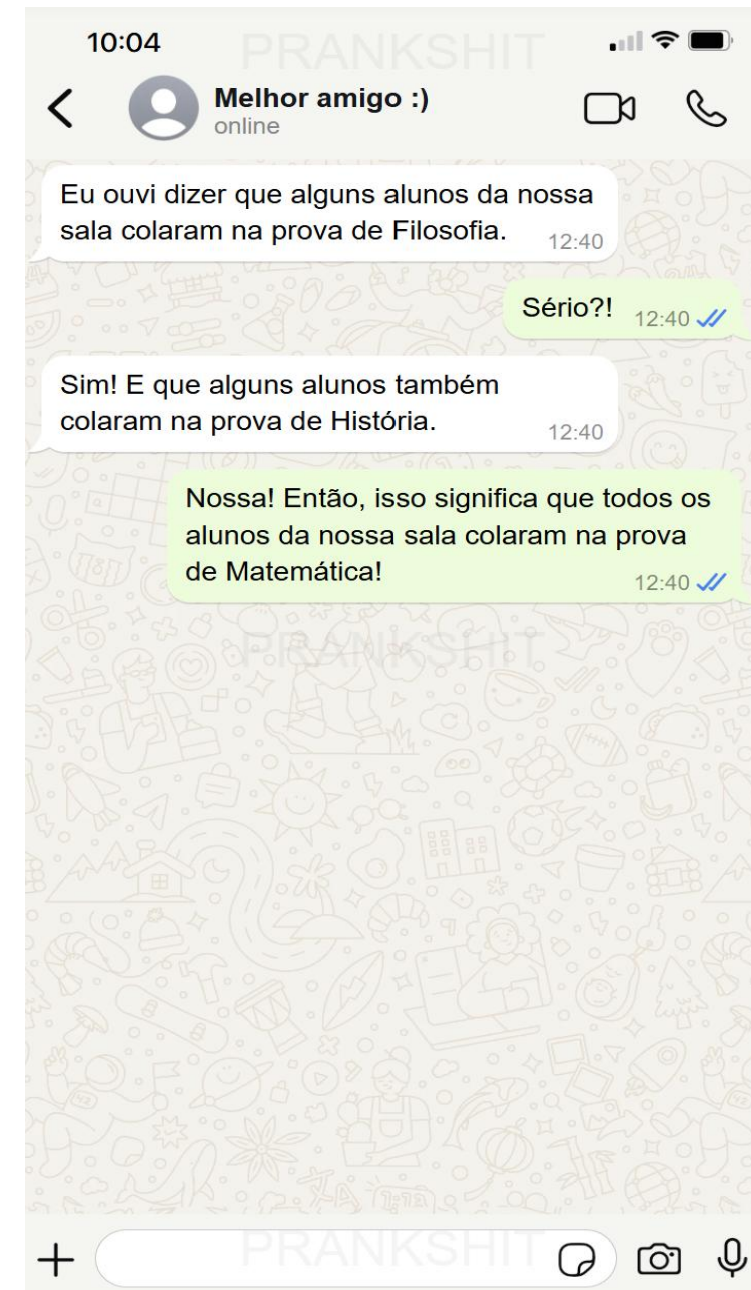 10:04
PRANKSHIT
Melhor amigo :)
online
Eu ouvi dizer que alguns alunos da nossa
sala colaram na prova de Filosofia.
12:40
Sério?!
12:40
Sim! E que alguns alunos também
colaram na prova de História.
12:40
Nossa! Então, isso significa que todos os
alunos da nossa sala colaram na prova
de Matemática!
12:40
PRANKSHIT
PRANKSHIT